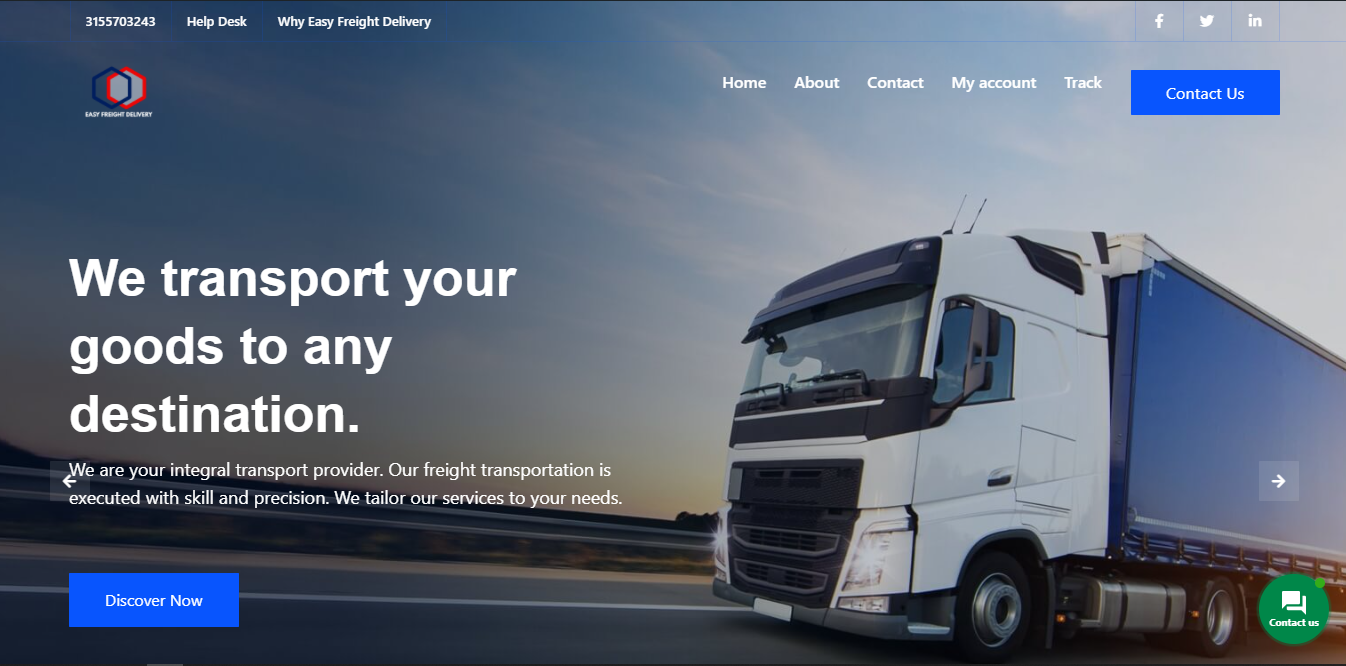 3155703243 Help Desk Why Easy Freight Delivery
EASY FREIGHT DELIVERY
Home About Contact My account Track Contact Us
We transport your
goods to any
destination.
We are your integral transport provider. Our freight transportation is
executed with skill and precision. We tailor our services to your needs.
Discover Now
Contact us